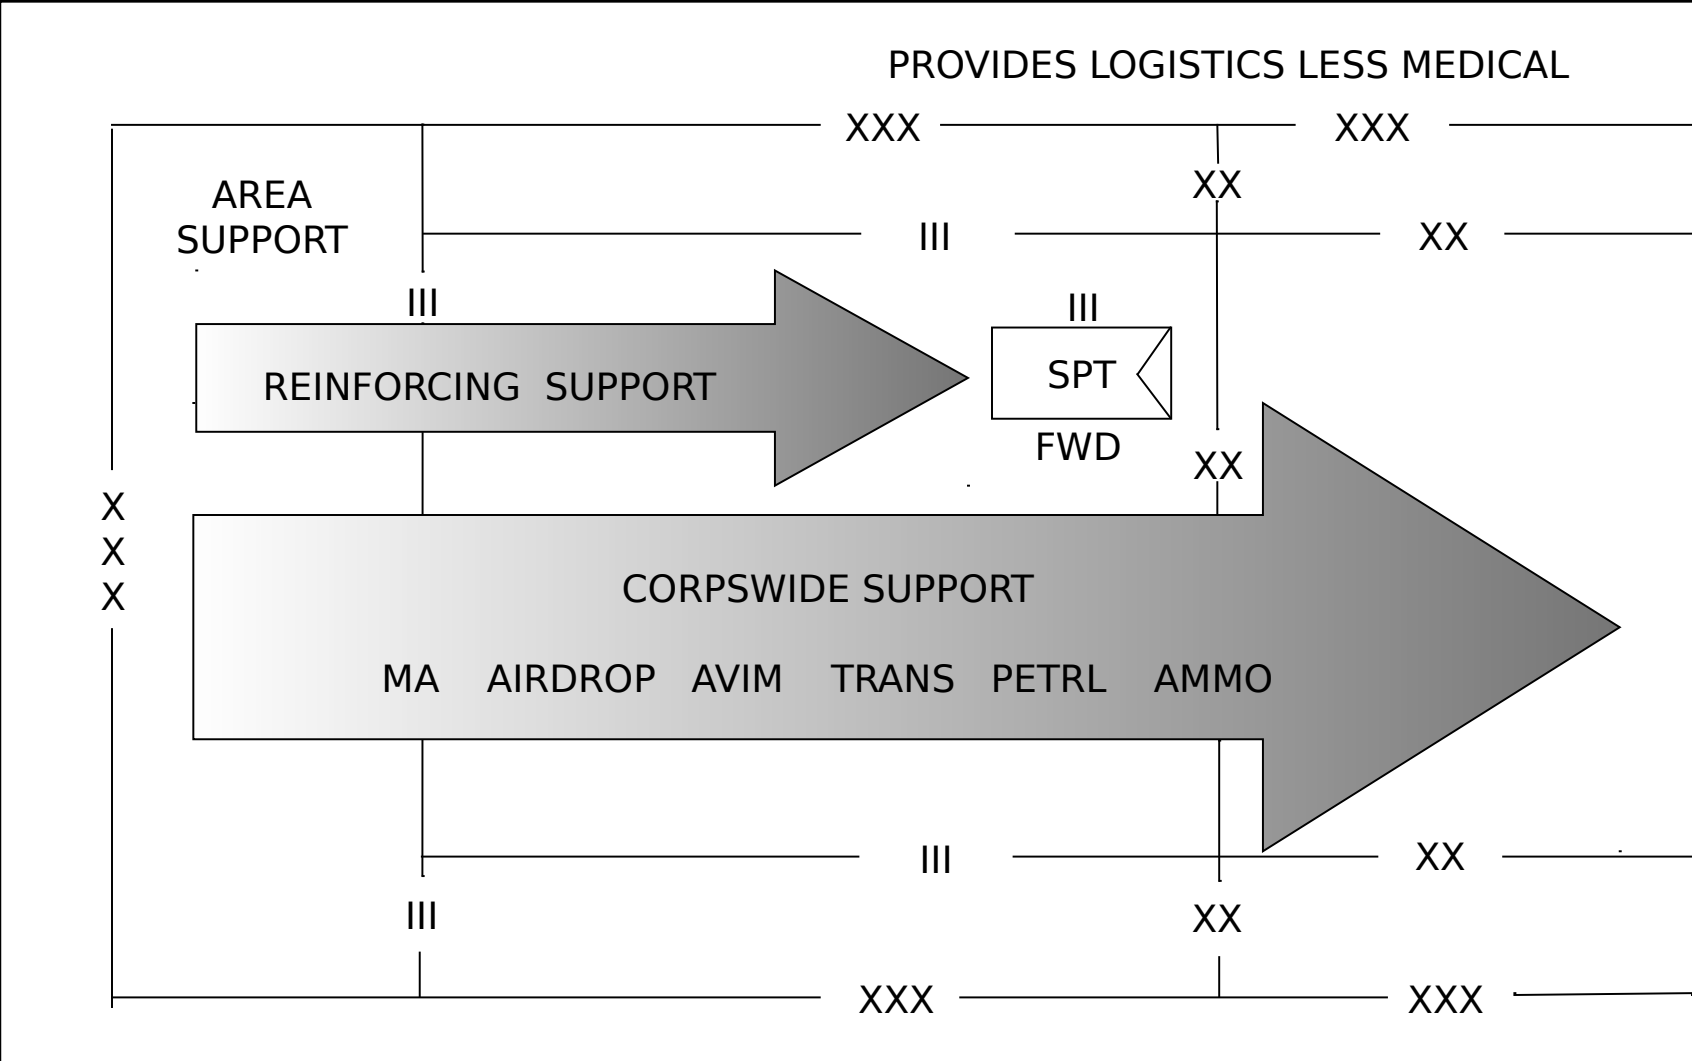 PROVIDES LOGISTICS LESS MEDICAL
XXX XXX
XX
AREA
SUPPORT
III XX
III
III
REINFORCING SUPPORT
SPT
FWD
XX
X
X
X
CORPSWIDE SUPPORT
MA AIRDROP AVIM TRANS PETRL AMMO
III XX
III XX
XXX XXX